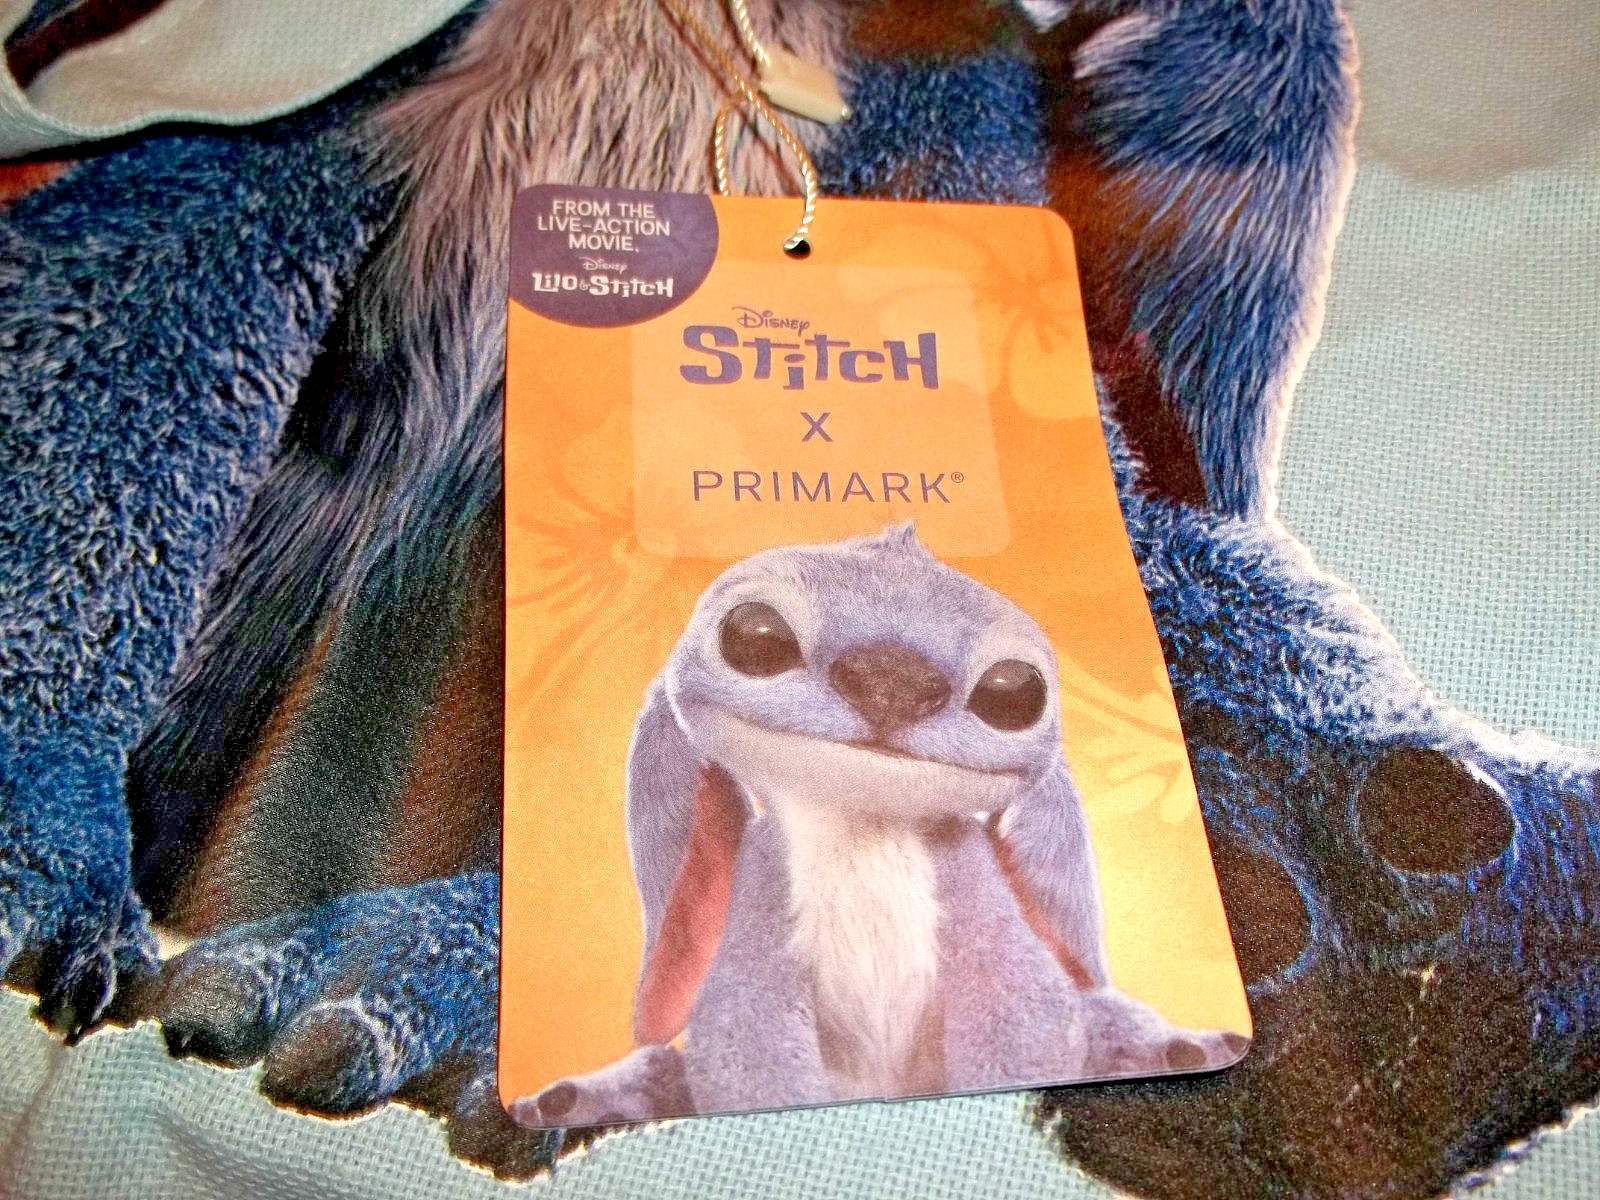 FROM THE
LIVE-ACTION
MOVIE.
Disney
Lilo & Stitch
Disney
Stitch
X
PRIMARK®